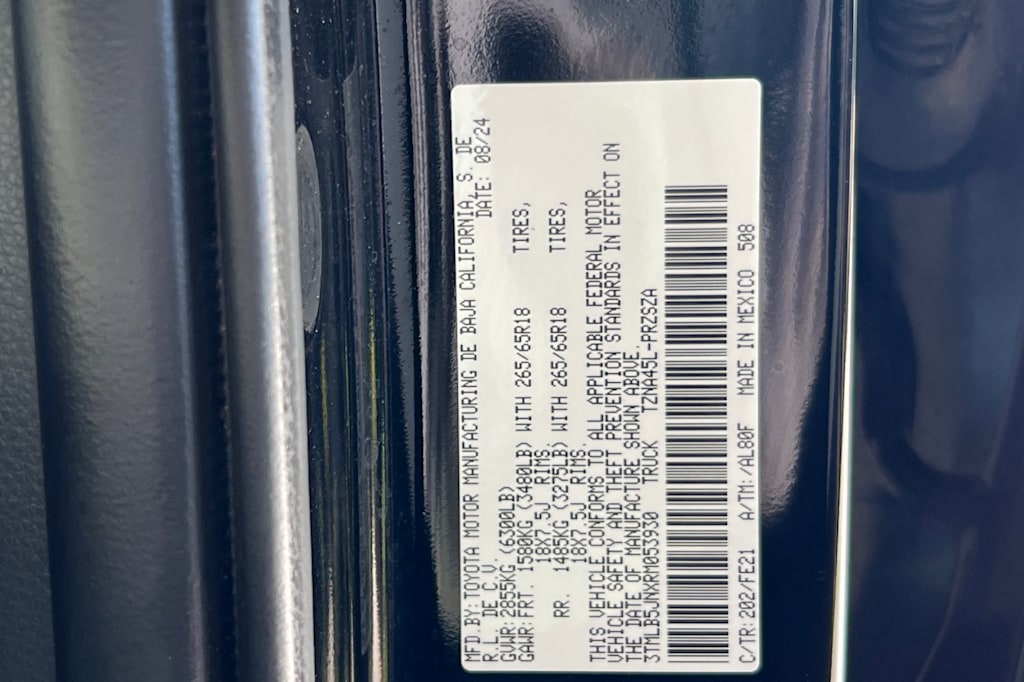 MFD.BY:TOYOTA MOTOR MANUFACTURING DE BAJA CALIFORNIA, S. DE
R.L. DE C.V. DATE: 08/24
GVWR:2855KG (6300LB)
GAWR:FRT. 1580KG (3480LB) WITH 265/65R18 TIRES,
18X7.5J RIMS
RR. 1485KG (3275LB) WITH 265/65R18 TIRES,
18X7.5J RIMS.
THIS VEHICLE CONFORMS TO ALL APPLICABLE FEDERAL MOTOR
VEHICLE SAFETY AND THEFT PREVENTION STANDARDS IN EFFECT ON
THE DATE OF MANUFACTURE SHOWN ABOVE.
3TMLB5JNXRM053930 TRUCK TZNA45L-PRZSZA
C/TR:202/FE21 A/TM:/AL80F MADE IN MEXICO 508